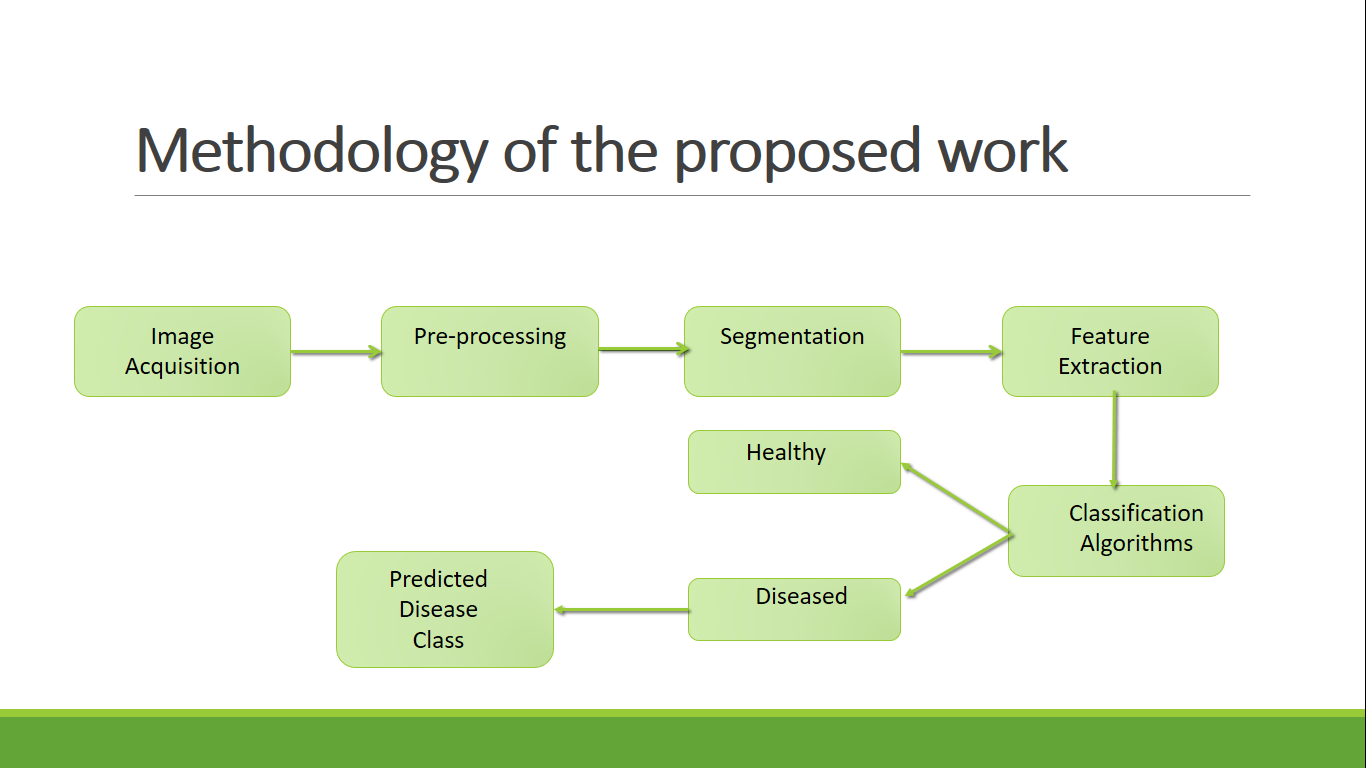 Methodology of the proposed work
Image
Acquisition
Pre-processing
Segmentation
Feature
Extraction
Healthy
Classification
Algorithms
Diseased
Predicted
Disease
Class